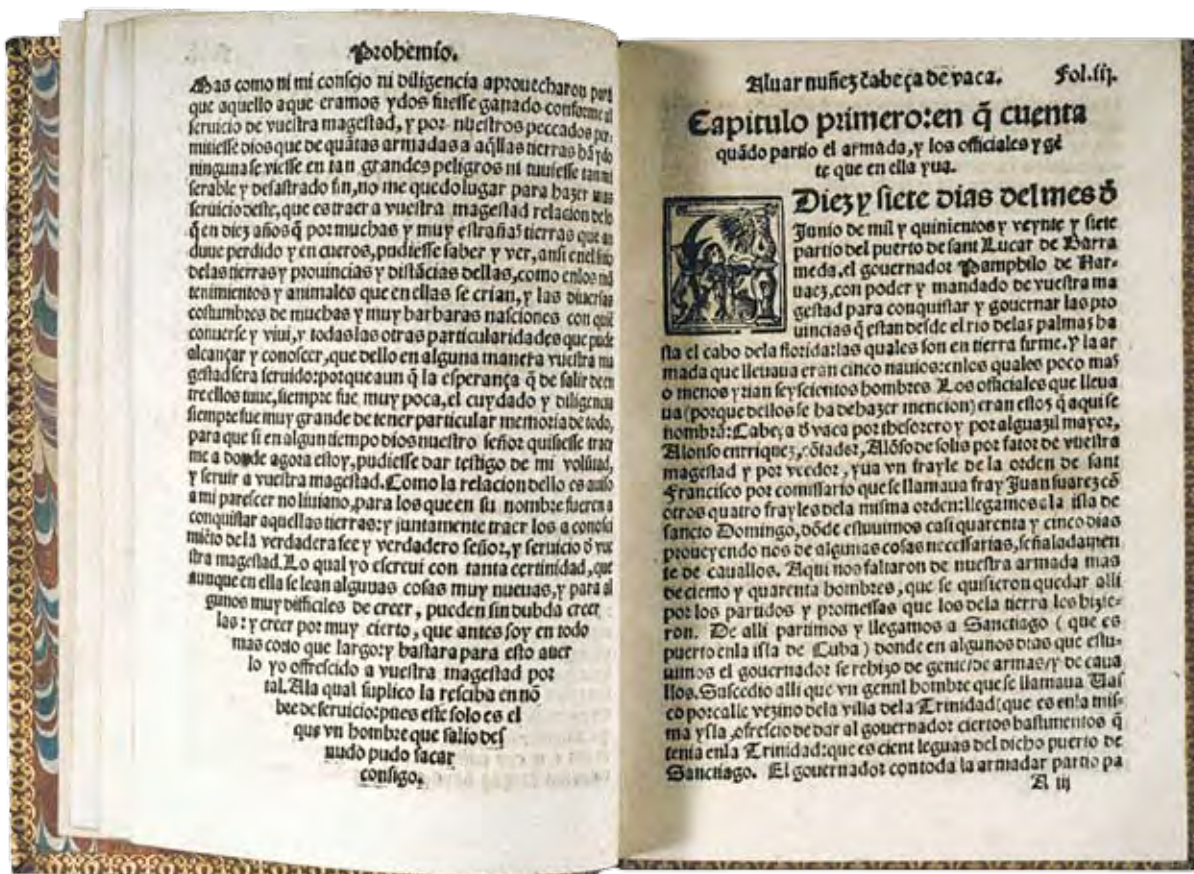 Prohemio.
Mas como ni mi consejo ni diligencia aprouecharon para
que aquello a que eramos ydos fuesse ganado conforme al
seruicio de vuestra magestad, y por nuestros peccados per
mitiesse dios que de quãtas armadas a aq̃llas tierras hã ydo
ninguna se viesse en tan grandes peligros ni tuuiesse tan mi
serable y desastrado fin, no me quedo lugar para hazer mas
seruicio deste, que es traer a vuestra magestad relacion delo
q̃ en diez años q̃ por muchas y muy estrañas tierras que an
duue perdido y en cueros, pudiesse saber y ver, ansi enel sitio
delas tierras y prouincias y distãcias dellas, como enlos mã
tenimientos y animales que en ellas se crian, y las diuersas
costumbres de muchas y muy barbaras nasciones con quiẽ
conuerse y viui, y todas las otras particularidades que pude
alcançar y conoscer, que dello en alguna manera vuestra ma
gestad sera seruido: porque aun q̃ la esperança q̃ de salir de en
tre ellos tuue, siempre fue muy poca, el cuydado y diligencia
siempre fue muy grande de tener particular memoria de todo,
para que si en algun tiempo dios nuestro señor quisiesse traer
me a donde agora estoy, pudiesse dar testigo de mi volũtad,
y seruir a vuestra magestad. Como la relacion dello es auiso
a mi parescer no liuiano, para los que en su nombre fueren a
conquistar aquellas tierras: y juntamente traer los a conosci
miẽto dela verdadera fee y verdadero señor, y seruicio d̃ vue
stra magestad. Lo qual yo escreui con tanta certinidad, que
aunque en ella se lean algunas cosas muy nueuas, y para al
gunos muy difficiles de creer, pueden sin dubda creer
las: y creer por muy cierto, que antes soy en todo
mas corto que largo: y bastara para esto auer
lo yo offrescido a vuestra magestad por
tal. Ala qual suplico la resciba en nõ
bre de seruicio: pues este solo es el
que vn hombre que salio des
nudo pudo sacar
consigo.
Aluar nuñez cabeça de vaca. Fol.iij.
Capitulo primero: en q̃ cuenta
quãdo partio el armada, y los officiales y gẽ
te que en ella yua.
A Diez y siete dias del mes d̃
Junio de mil y quinientos y veynte y siete
partio del puerto de sant Lucar de Barra
meda, el gouernador Pamphilo de Nar-
uaez, con poder y mandado de vuestra ma
gestad para conquistar y gouernar las pro
uincias q̃ estan desde el rio delas palmas ha
sta el cabo dela florida: las quales son en tierra firme. Y la ar
mada que lleuaua eran cinco nauios: enlos quales poco mas
o menos yrian seyscientos hombres. Los officiales que lleua
ua (porque dellos se ha de hazer mencion) eran estos q̃ aqui se
nombrã: Cabeça d̃ vaca por thesorero y por alguazil mayor,
Alonso enrriquez, cõtador, Alõso de solis por fator de vuestra
magestad y por veedor, yua vn frayle de la orden de sant
Francisco por comissario que se llamaua fray Juan suarez cõ
otros quatro frayles dela misma orden: llegamos ala isla de
sancto Domingo, dõde estuuimos casi quarenta y cinco dias
proueyendo nos de algunas cosas necessarias, señaladamen
te de cauallos. Aqui nos faltaron de nuestra armada mas
de ciento y quarenta hombres, que se quisieron quedar alli
por los partidos y promessas que los dela tierra les hizie-
ron. De alli partimos y llegamos a Sanctiago (que es
puerto enla isla de Cuba) donde en algunos dias que estu-
uimos el gouernador se rehizo de gente / de armas / y de caua
llos. Suscedio alli que vn gentil hombre que se llamaua Uas
co porcalle vezino dela villa dela Trinidad (que es enla mis-
ma ysla, ofrescio de dar al gouernador ciertos bastimentos q̃
tenia enla Trinidad: que es cient leguas del dicho puerto de
Sanctiago. El gouernador con toda la armada partio pa
A iij